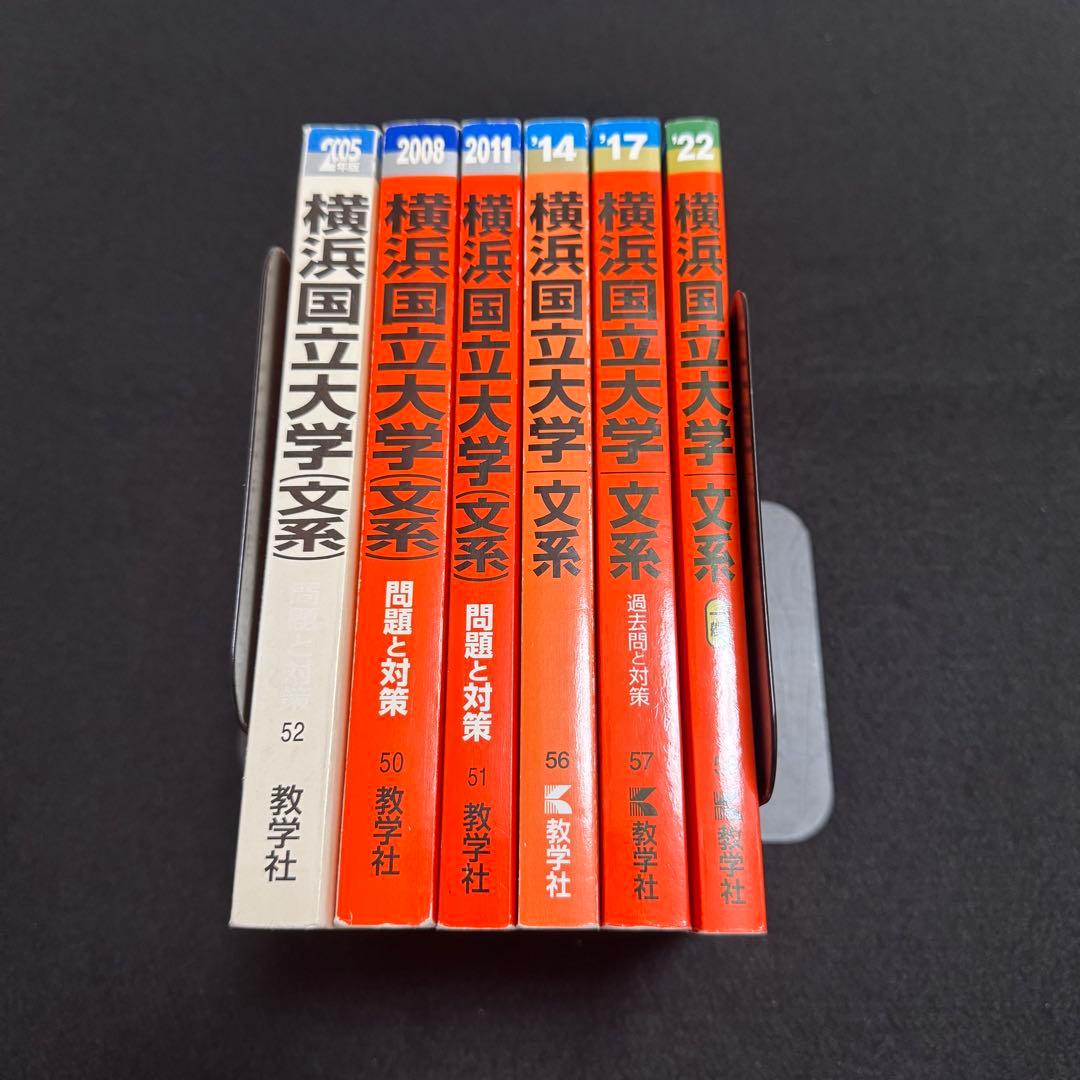 2005
年版
横浜国立大学(文系)
問題と対策
52
教学社
2008
横浜国立大学(文系)
問題と対策
50
教学社
2011
横浜国立大学(文系)
問題と対策
51
教学社
'14
横浜国立大学 文系
56
教学社
'17
横浜国立大学 文系
過去問と対策
57
教学社
'22
横浜国立大学 文系
教学社